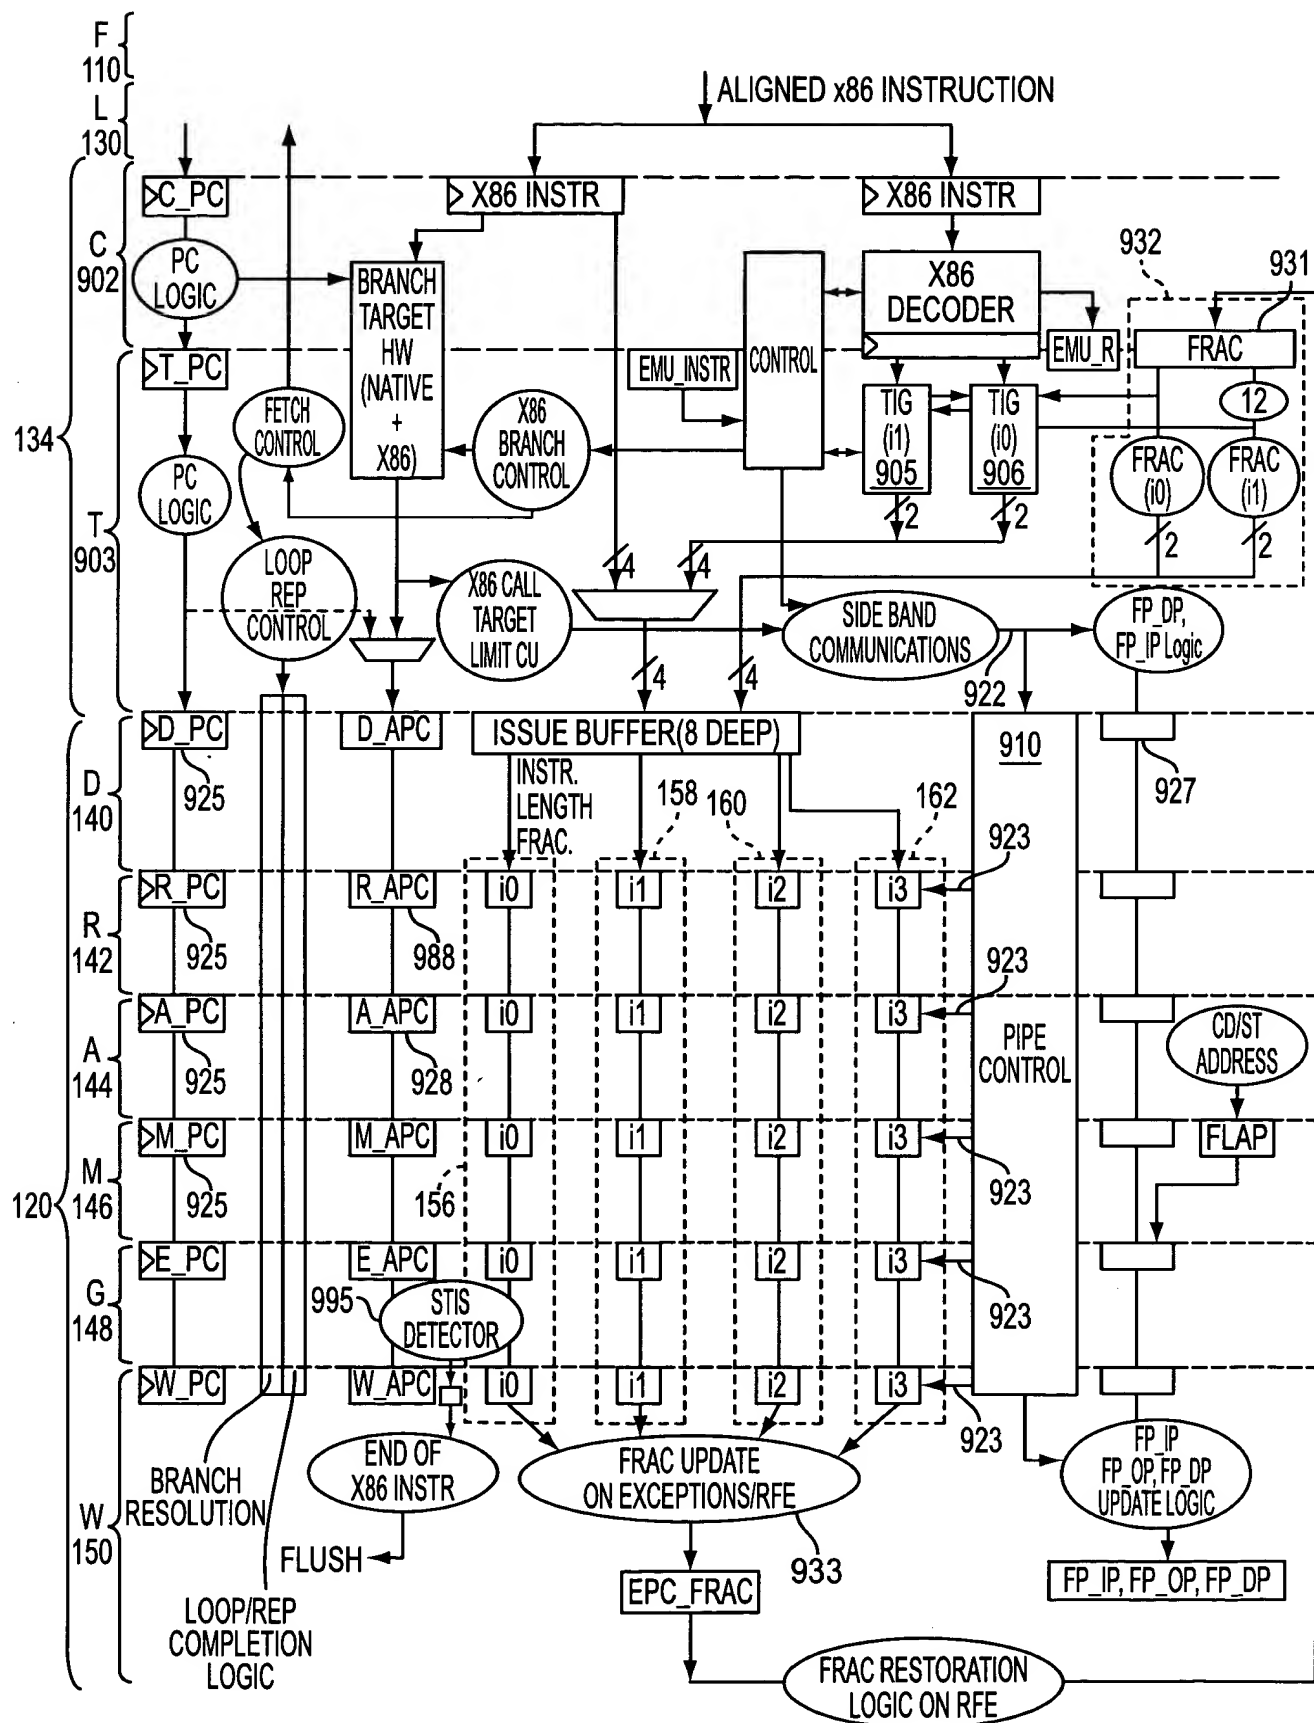 F
110
L
130
ALIGNED x86 INSTRUCTION
C_PC
X86 INSTR
X86 INSTR
C
902
PC
LOGIC
BRANCH
TARGET
HW
(NATIVE
+
X86)
CONTROL
X86
DECODER
932
931
EMU_R
FRAC
T_PC
EMU_INSTR
134
FETCH
CONTROL
X86
BRANCH
CONTROL
TIG
(i1)
905
TIG
(i0)
906
12
FRAC
(i0)
FRAC
(i1)
PC
LOGIC
2
2
2
2
T
903
LOOP
REP
CONTROL
4
4
X86 CALL
TARGET
LIMIT CU
SIDE BAND
COMMUNICATIONS
FP_DP,
FP_IP Logic
4
4
922
D_PC
D_APC
ISSUE BUFFER(8 DEEP)
910
925
927
D
140
INSTR.
LENGTH
FRAC.
158
160
162
923
R_PC
R_APC
i0
i1
i2
i3
R
142
925
988
923
A_PC
A_APC
i0
i1
i2
i3
PIPE
CONTROL
CD/ST
ADDRESS
A
144
925
928
M_PC
M_APC
i0
i1
i2
i3
FLAP
120
M
146
925
156
923
E_PC
E_APC
i0
i1
i2
i3
G
148
995
STIS
DETECTOR
923
W_PC
W_APC
i0
i1
i2
i3
923
BRANCH
RESOLUTION
END OF
X86 INSTR
FRAC UPDATE
ON EXCEPTIONS/RFE
FP_IP
FP_OP, FP_DP
UPDATE LOGIC
W
150
FLUSH
933
EPC_FRAC
FP_IP, FP_OP, FP_DP
LOOP/REP
COMPLETION
LOGIC
FRAC RESTORATION
LOGIC ON RFE